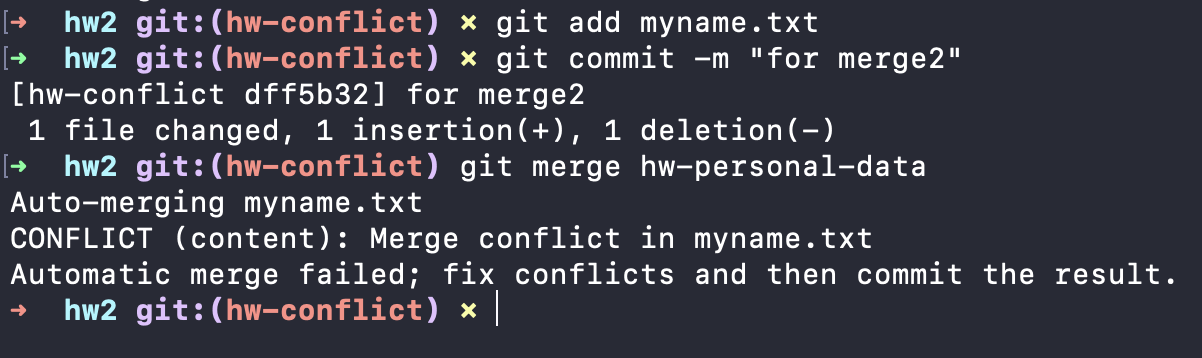 [➜  hw2 git:(hw-conflict) ✗ git add myname.txt
[➜  hw2 git:(hw-conflict) ✗ git commit -m "for merge2"
[hw-conflict dff5b32] for merge2
 1 file changed, 1 insertion(+), 1 deletion(-)
[➜  hw2 git:(hw-conflict) git merge hw-personal-data
Auto-merging myname.txt
CONFLICT (content): Merge conflict in myname.txt
Automatic merge failed; fix conflicts and then commit the result.
➜  hw2 git:(hw-conflict) ✗